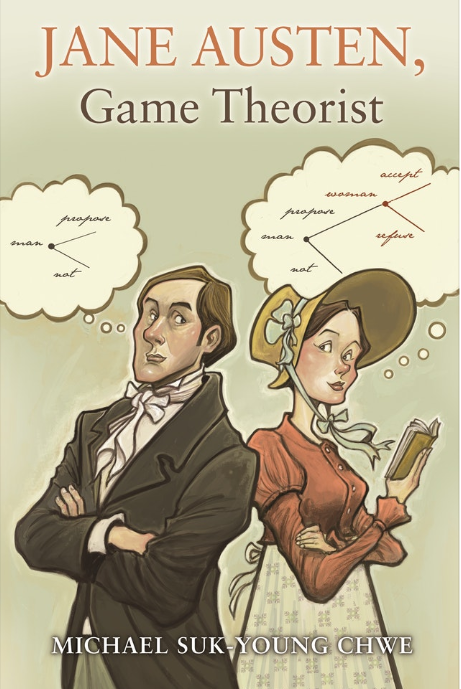 JANE AUSTEN,
Game Theorist
accept
woman
propose
propose
man
man
refuse
not
not
MICHAEL SUK-YOUNG CHWE